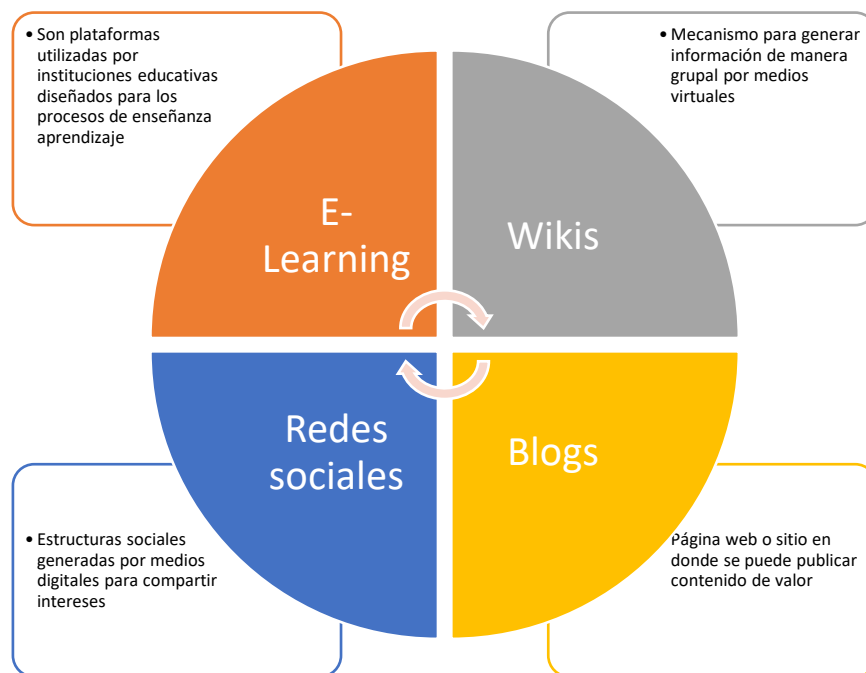 • Son plataformas
utilizadas por
instituciones educativas
diseñados para los
procesos de enseñanza
aprendizaje
• Mecanismo para generar
información de manera
grupal por medios
virtuales
E-
Learning
Wikis
Redes
sociales
Blogs
• Estructuras sociales
generadas por medios
digitales para compartir
intereses
Página web o sitio en
donde se puede publicar
contenido de valor